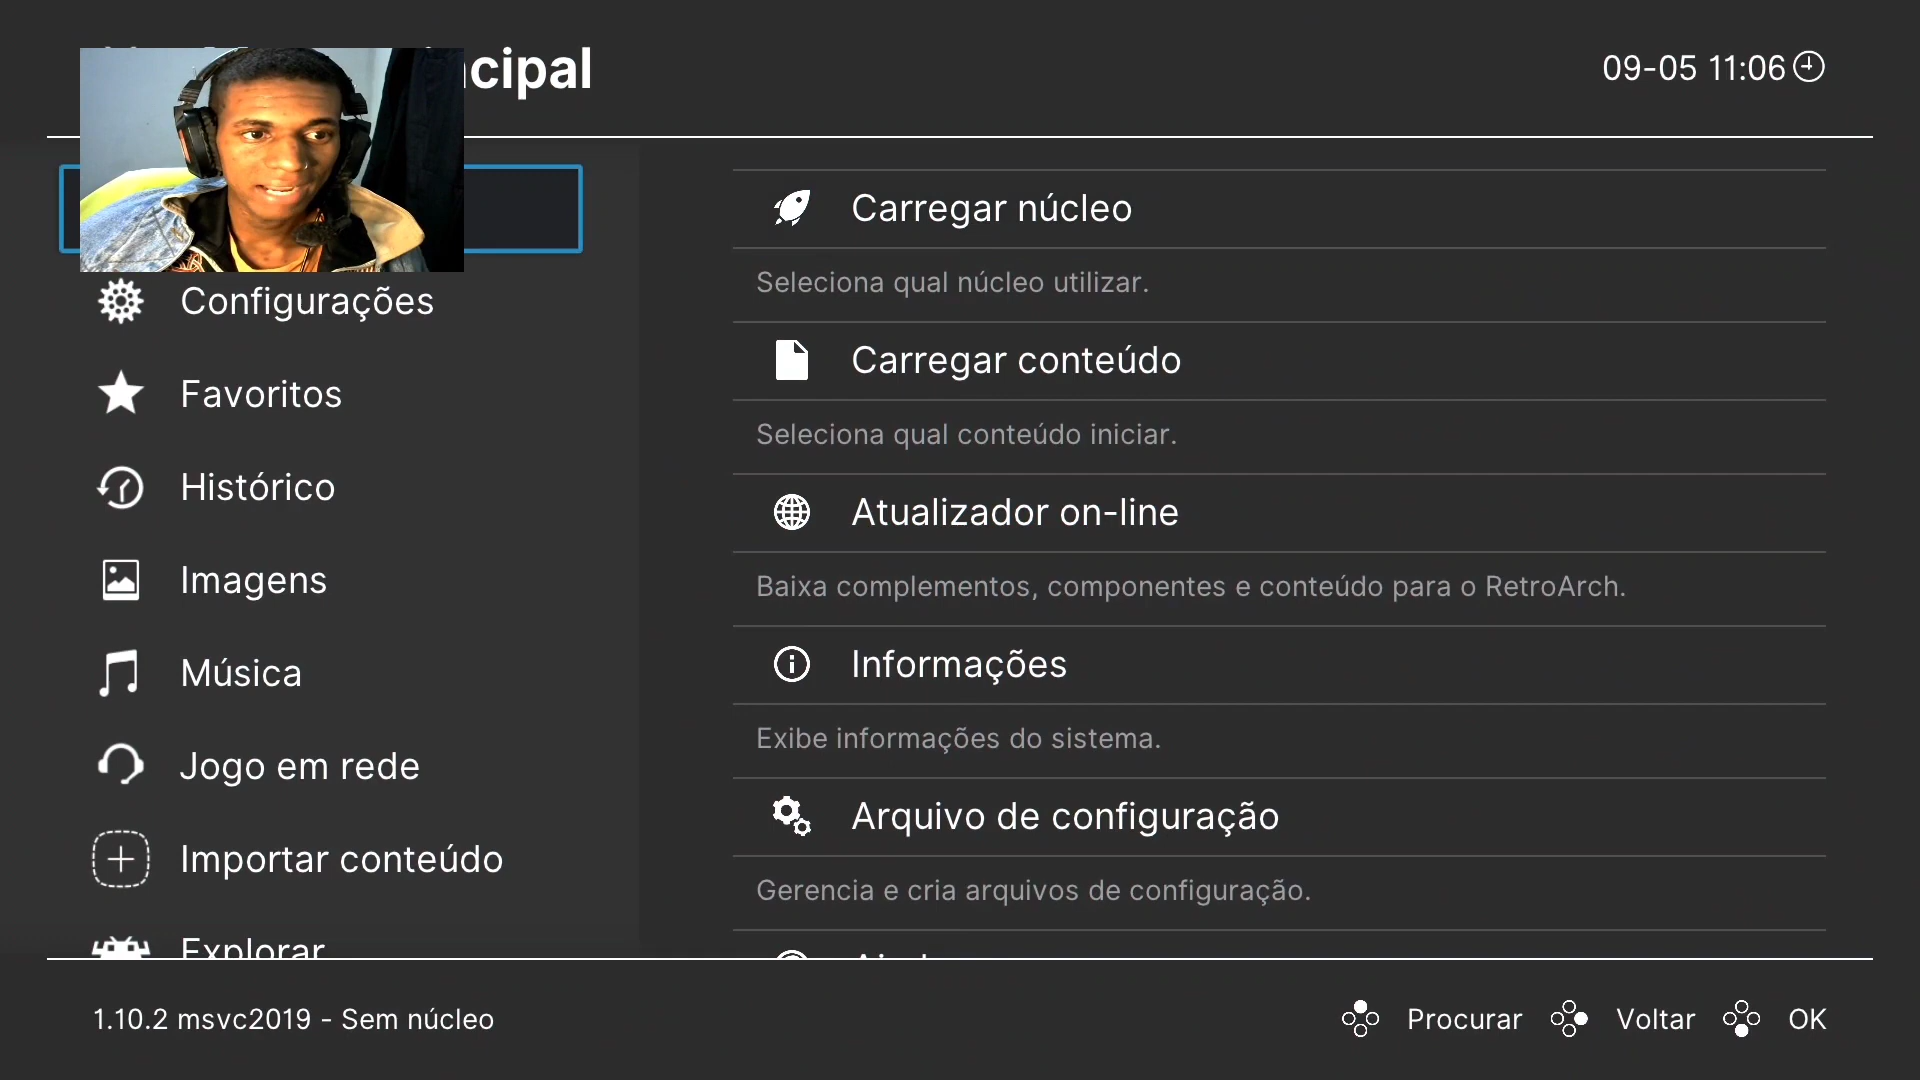 09-05 11:06
Configurações
Favoritos
Histórico
Imagens
Música
Jogo em rede
Importar conteúdo
Explorar
Carregar núcleo
Seleciona qual núcleo utilizar.
Carregar conteúdo
Seleciona qual conteúdo iniciar.
Atualizador on-line
Baixa complementos, componentes e conteúdo para o RetroArch.
Informações
Exibe informações do sistema.
Arquivo de configuração
Gerencia e cria arquivos de configuração.
1.10.2 msvc2019 - Sem núcleo
Procurar
Voltar
OK